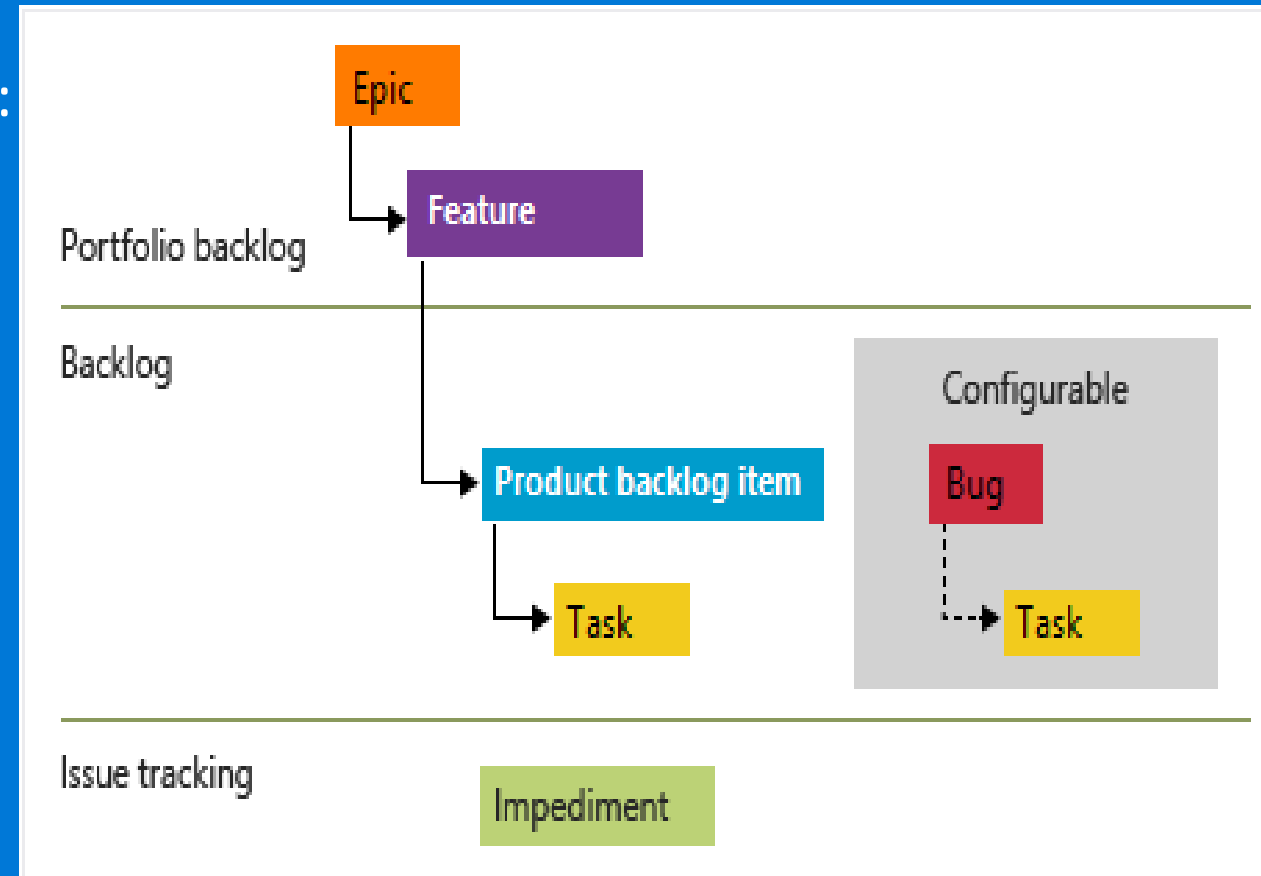 Epic
Feature
Portfolio backlog
Backlog
Configurable
Product backlog item
Bug
Task
Task
Issue tracking
Impediment